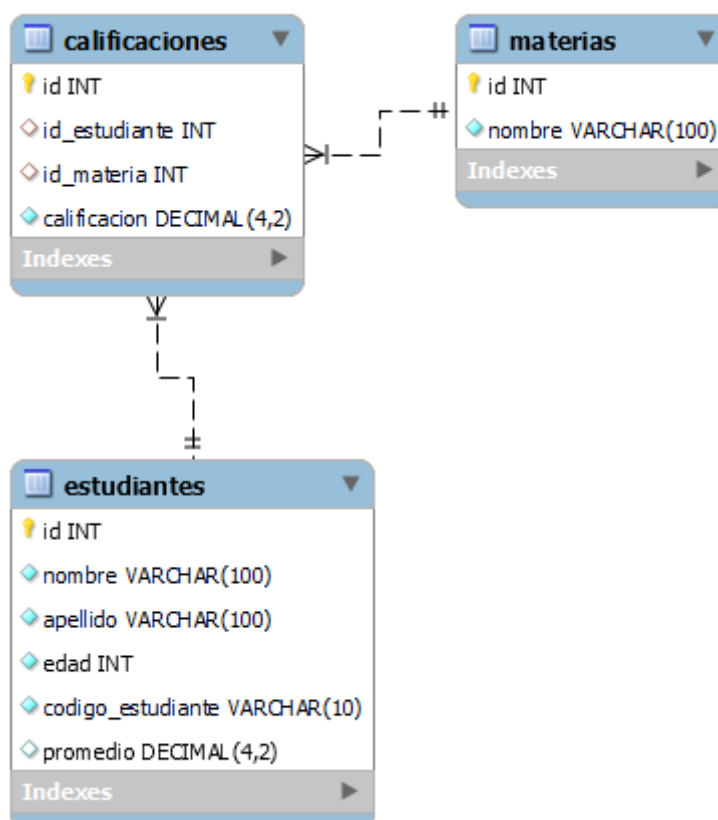 calificaciones
id INT
id_estudiante INT
id_materia INT
calificacion DECIMAL(4,2)
Indexes
materias
id INT
nombre VARCHAR(100)
Indexes
estudiantes
id INT
nombre VARCHAR(100)
apellido VARCHAR(100)
edad INT
codigo_estudiante VARCHAR(10)
promedio DECIMAL(4,2)
Indexes